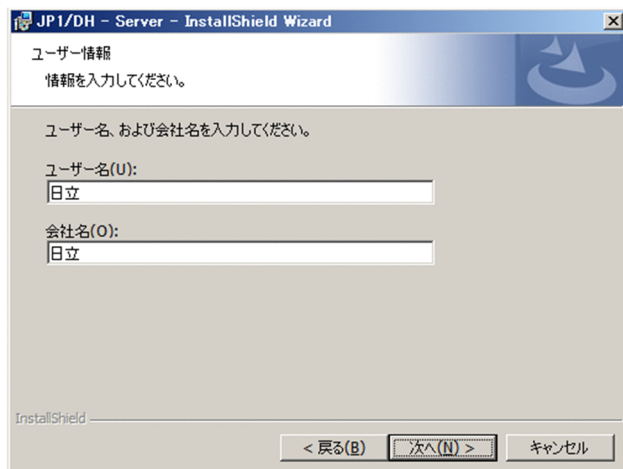 JP1/DH - Server - InstallShield Wizard
ユーザー情報
情報を入力してください。
ユーザー名、および会社名を入力してください。
ユーザー名(U):
日立
会社名(O):
日立
InstallShield
< 戻る(B)
次へ(N) >
キャンセル